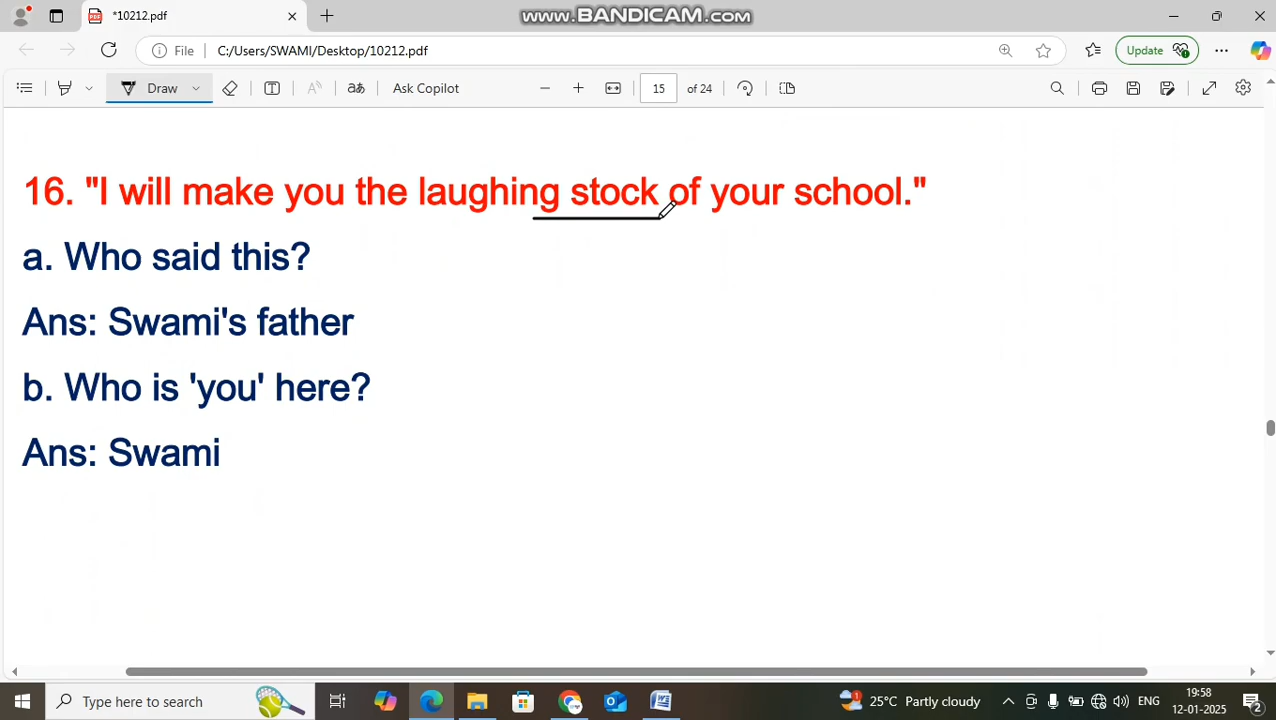 *10212.pdf
WWW.BANDICAM.COM
File C:/Users/SWAMI/Desktop/10212.pdf
Update
Draw
Ask Copilot
15 of 24
16. "I will make you the laughing stock of your school."
a. Who said this?
Ans: Swami's father
b. Who is 'you' here?
Ans: Swami
Type here to search
1
25°C Partly cloudy
ENG
19:58
12-01-2025
2